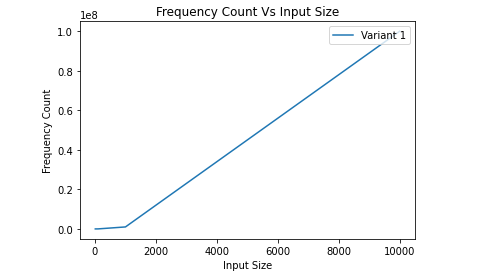 Frequency Count Vs Input Size
1e8
Variant 1
1.0
0.8
0.6
0.4
0.2
0.0
Frequency Count
0 2000 4000 6000 8000 10000
Input Size